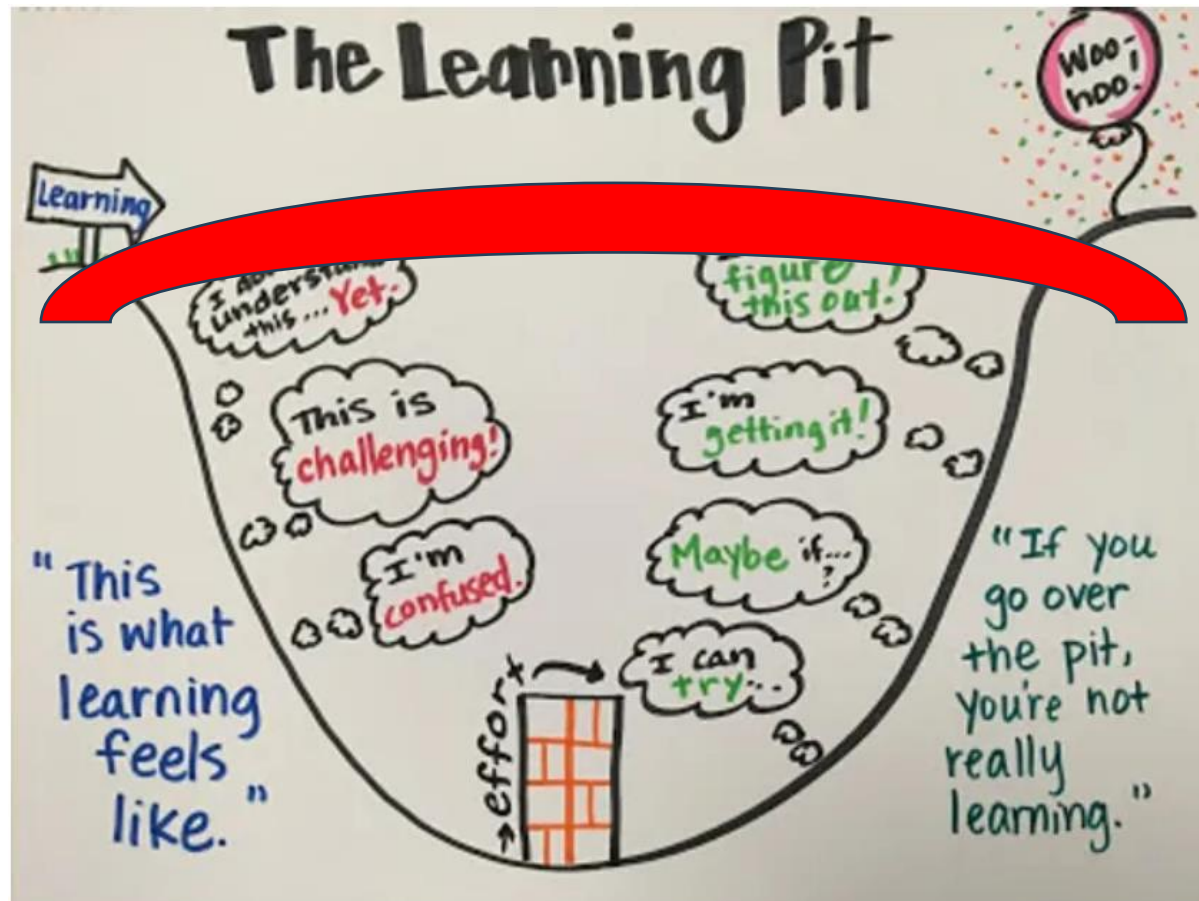 The Learning Pit
Woo-
hoo!
Learning
understand
this... Yet.
This is
challenging!
I'm
confused.
effort
I can
try...
Maybe if...
?
I'm
getting it!
figure
this out!
"This
is what
learning
feels
like."
"If you
go over
the pit,
you're not
really
learning."